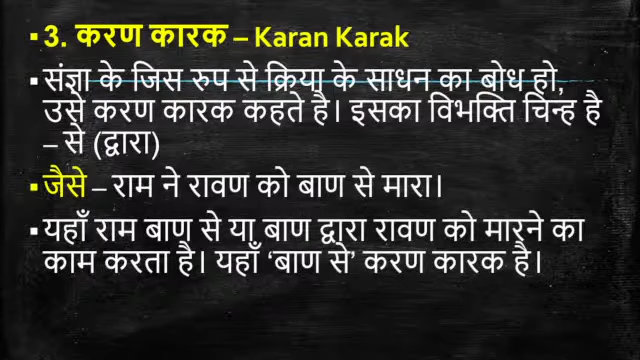 ▪ 3. करण कारक – Karan Karak
▪ संज्ञा के जिस रुप से क्रिया के साधन का बोध हो,
उसे करण कारक कहते है। इसका विभक्ति चिन्ह है
– से (द्वारा)
▪ जैसे – राम ने रावण को बाण से मारा।
▪ यहाँ राम बाण से या बाण द्वारा रावण को मारने का
काम करता है। यहाँ ‘बाण से’ करण कारक है।